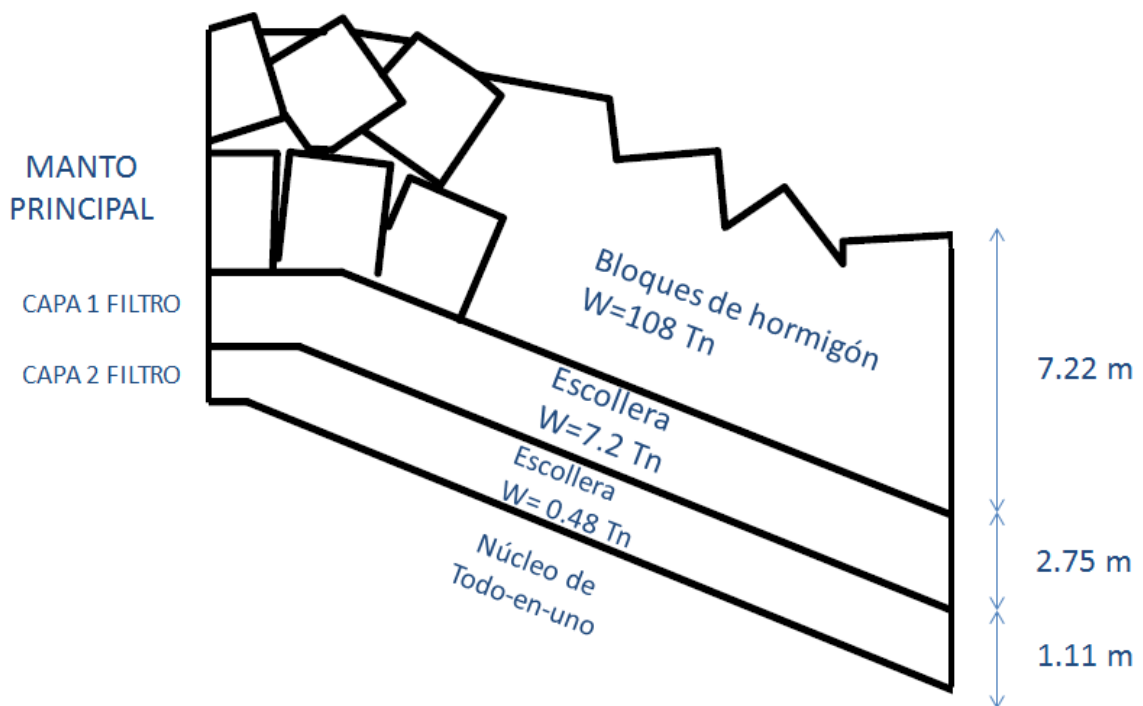 MANTO
PRINCIPAL
CAPA 1 FILTRO
CAPA 2 FILTRO
Bloques de hormigón
W=108 Tn
Escollera
W=7.2 Tn
Escollera
W= 0.48 Tn
Núcleo de
Todo-en-uno
7.22 m
2.75 m
1.11 m